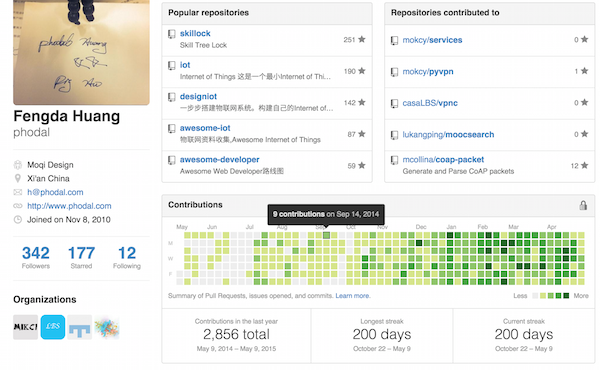 phodal Huang
Fengda Huang
phodal
Moqi Design
Xi'an China
h@phodal.com
http://www.phodal.com
Joined on Nov 8, 2010
342
Followers
177
Starred
12
Following
Organizations
MIKCI
LBS
Popular repositories
skillock
Skill Tree Lock
251
iot
Internet of Things 这是一个最小Internet of Thi…
190
designiot
一步步搭建物联网系统。构建自己的Internet of…
142
awesome-iot
物联网资料收集,Awesome Internet of Things
87
awesome-developer
Awesome Web Developer路线图
59
Repositories contributed to
mokcy/services
0
mokcy/pyvpn
1
casaLBS/vpnc
0
lukangping/moocsearch
0
mcollina/coap-packet
Generate and Parse CoAP packets
12
Contributions
9 contributions on Sep 14, 2014
May Jun Jul Aug Sep Oct Nov Dec Jan Feb Mar Apr
M
W
F
Summary of Pull Requests, issues opened, and commits. Learn more.
Less More
Contributions in the last year
2,856 total
May 9, 2014 – May 9, 2015
Longest streak
200 days
October 22 – May 9
Current streak
200 days
October 22 – May 9